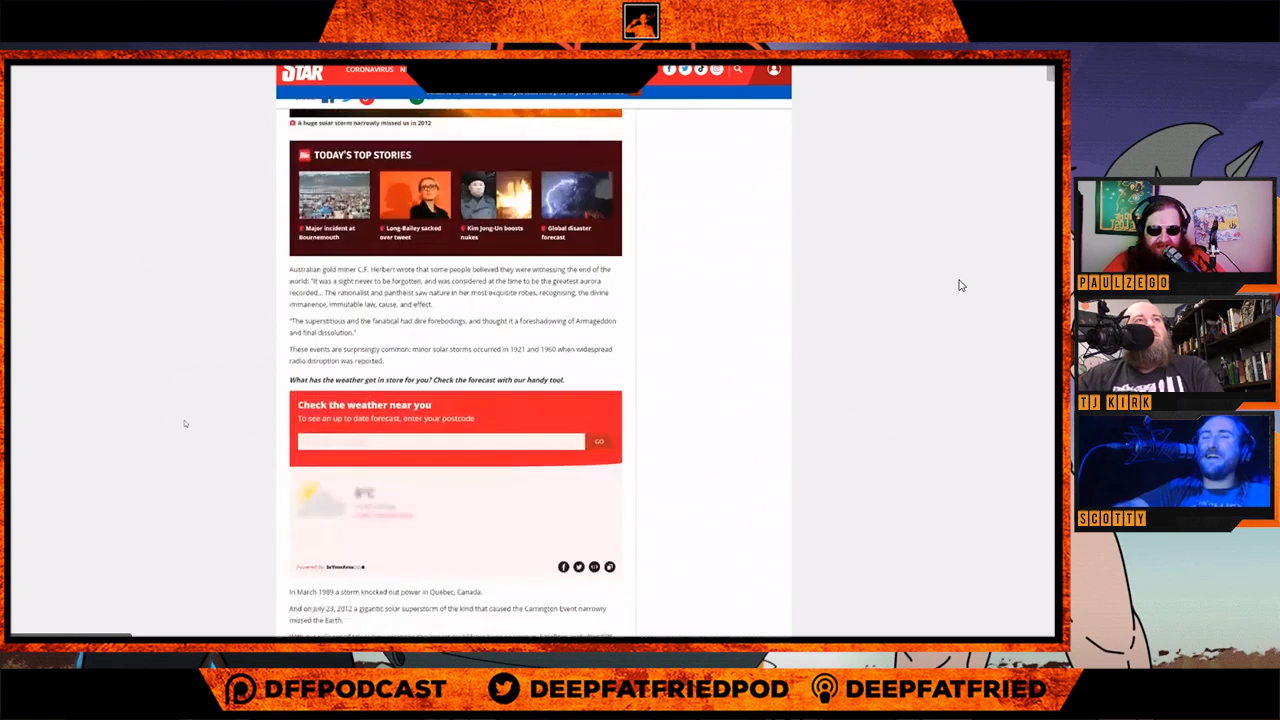 STAR
CORONAVIRUS N
A huge solar storm narrowly missed us in 2012
TODAY'S TOP STORIES
Major incident at
Bournemouth
Long-Bailey sacked
over tweet
Kim Jong-Un boosts
nukes
Global disaster
forecast
Australian gold miner C.F. Herbert wrote that some people believed they were witnessing the end of the
world: "It was a sight never to be forgotten, and was considered at the time to be the greatest aurora
recorded... The rationalist and pantheist saw nature in her most exquisite robes, recognising, the divine
immanence, immutable law, cause, and effect.
"The superstitious and the fanatical had dire forebodings, and thought it a foreshadowing of Armageddon
and final dissolution."
These events are surprisingly common: minor solar storms occurred in 1921 and 1960 when widespread
radio disruption was reported.
What has the weather got in store for you? Check the forecast with our handy tool.
Check the weather near you
To see an up to date forecast, enter your postcode
GO
8°C
Powered by InYourArea
In March 1989 a storm knocked out power in Quebec, Canada.
And on July 23, 2012 a gigantic solar superstorm of the kind that caused the Carrington Event narrowly
missed the Earth.
PAULZEGO
TJ KIRK
SCOTTY
DFFPODCAST
DEEPFATFRIEDPOD
DEEPFATFRIED